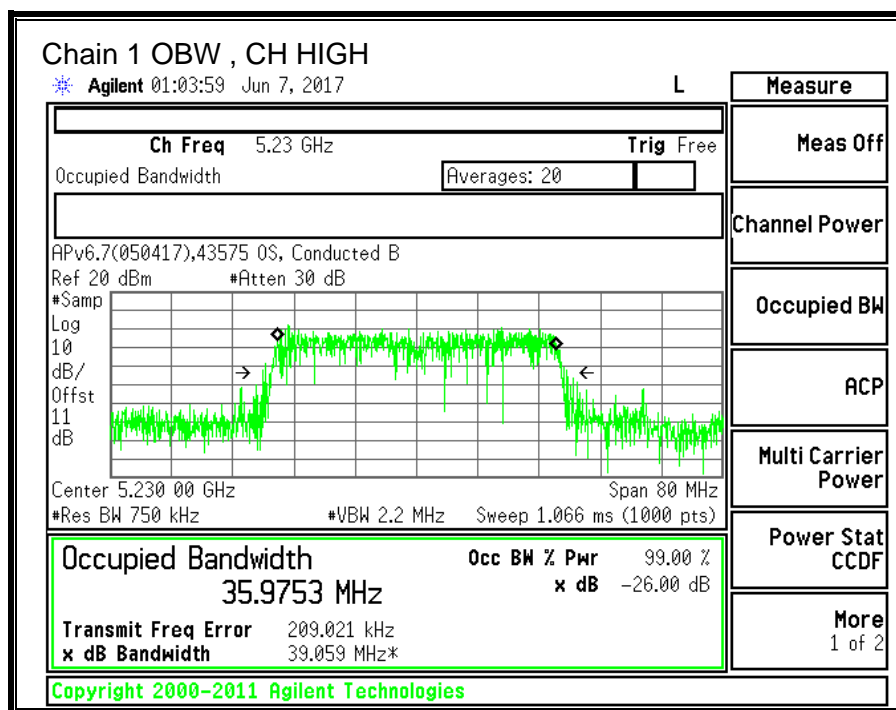 Chain 1 OBW , CH HIGH
Agilent 01:03:59 Jun 7, 2017 L
Measure
Ch Freq 5.23 GHz Trig Free
Occupied Bandwidth Averages: 20
APv6.7(050417),43575 OS, Conducted B
Ref 20 dBm #Atten 30 dB
#Samp
Log
10
dB/
Offst
11
dB
Center 5.230 00 GHz Span 80 MHz
#Res BW 750 kHz #VBW 2.2 MHz Sweep 1.066 ms (1000 pts)
Occupied Bandwidth
35.9753 MHz
Occ BW % Pwr 99.00 %
x dB -26.00 dB
Transmit Freq Error 209.021 kHz
x dB Bandwidth 39.059 MHz*
Copyright 2000-2011 Agilent Technologies
Meas Off
Channel Power
Occupied BW
ACP
Multi Carrier
Power
Power Stat
CCDF
More
1 of 2